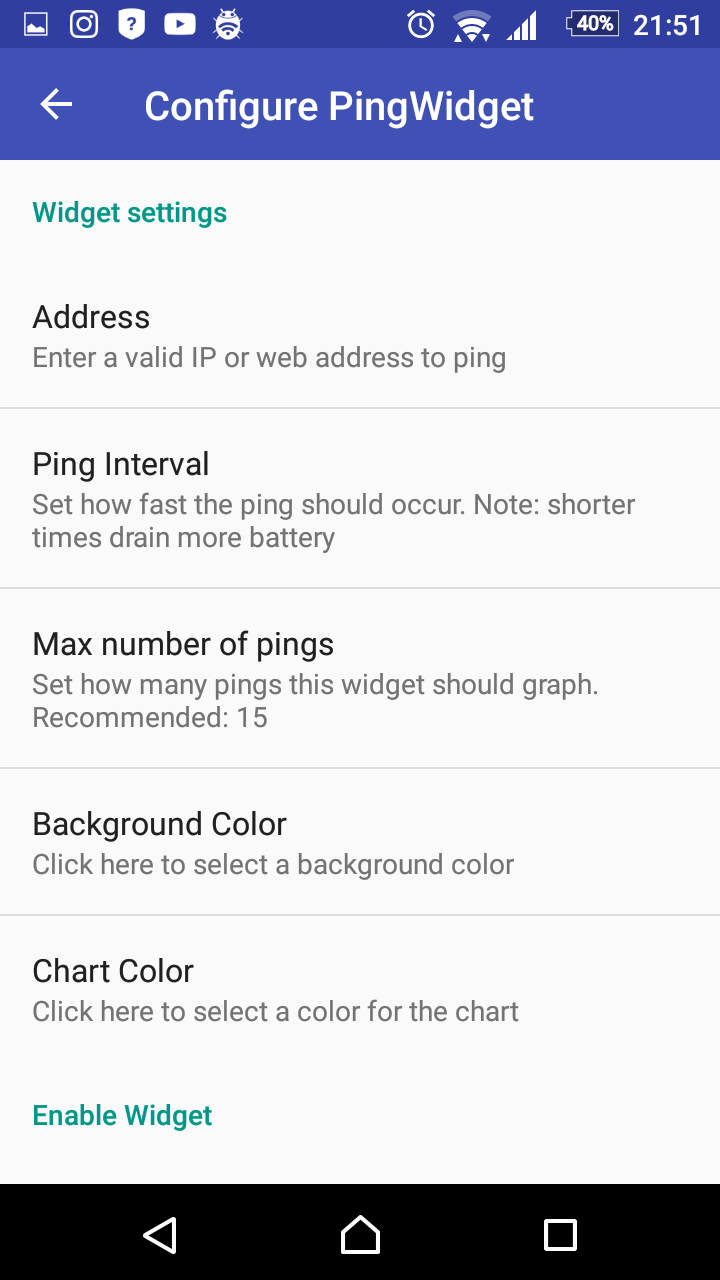 40% 21:51
Configure PingWidget
Widget settings
Address
Enter a valid IP or web address to ping
Ping Interval
Set how fast the ping should occur. Note: shorter
times drain more battery
Max number of pings
Set how many pings this widget should graph.
Recommended: 15
Background Color
Click here to select a background color
Chart Color
Click here to select a color for the chart
Enable Widget